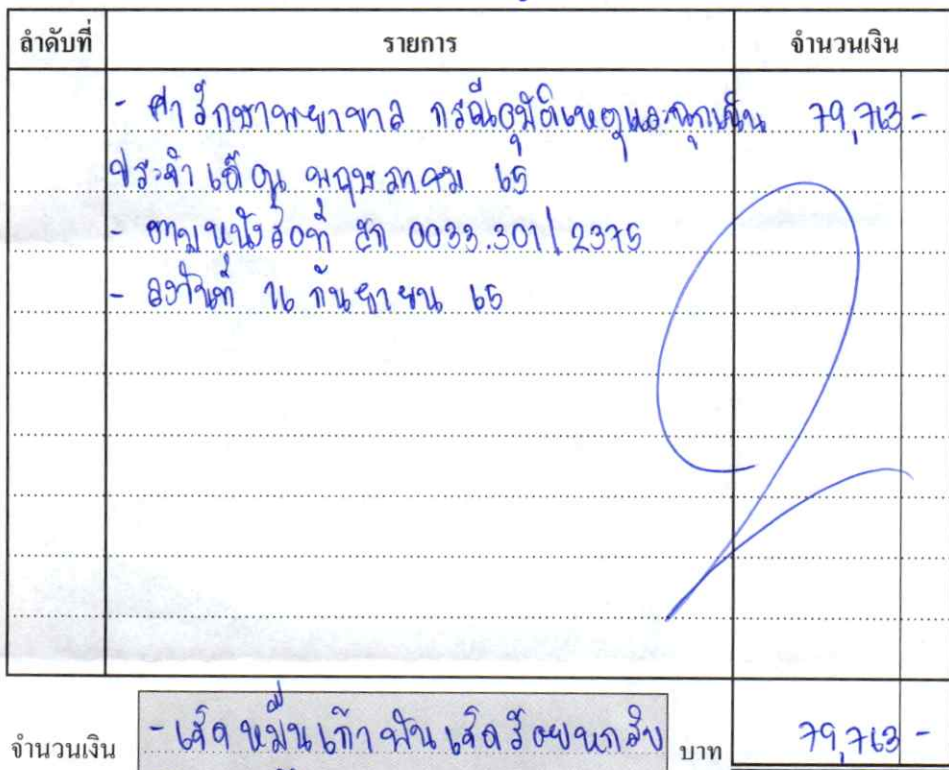 ลำดับที่ รายการ จำนวนเงิน
- ค่ารักษาพยาบาล กรณีอุบัติเหตุและฉุกเฉิน 79,763-
ประจำเดือน พฤษภาคม 65
- ตามหนังสือที่ สก 0033.301/2375
- ลงวันที่ 26 กันยายน 65
จำนวนเงิน - เจ็ดหมื่นเก้าพันเจ็ดร้อยหกสิบ บาท 79,763 -